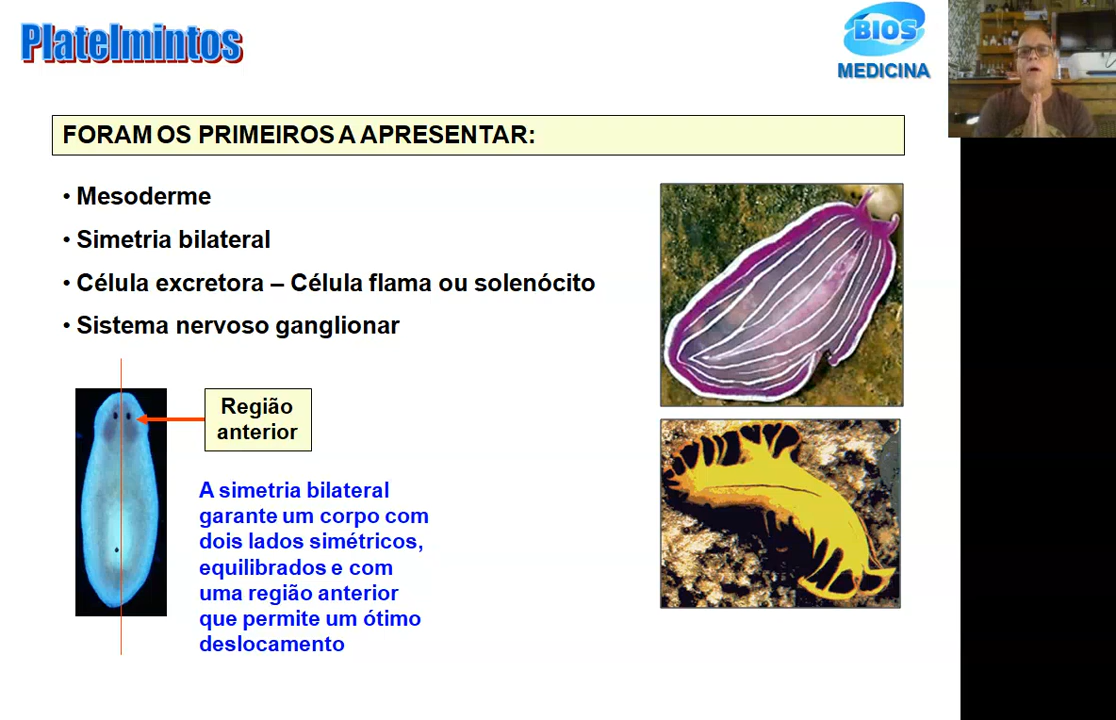 Platelmintos
BIOS
MEDICINA
FORAM OS PRIMEIROS A APRESENTAR:
• Mesoderme
• Simetria bilateral
• Célula excretora – Célula flama ou solenócito
• Sistema nervoso ganglionar
Região
anterior
A simetria bilateral
garante um corpo com
dois lados simétricos,
equilibrados e com
uma região anterior
que permite um ótimo
deslocamento